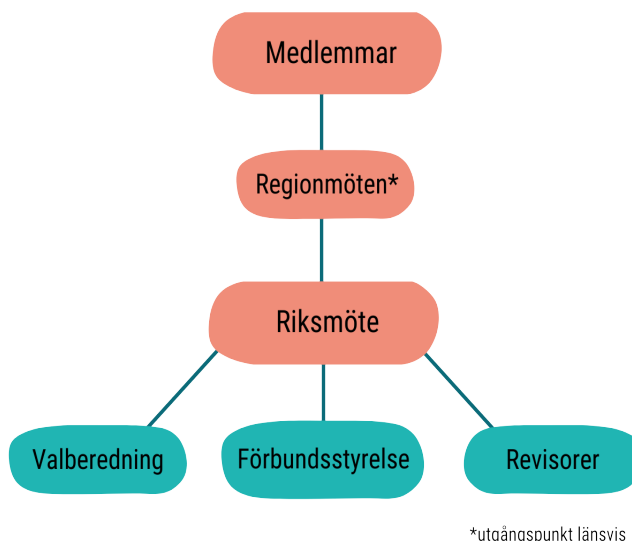 Medlemmar
Regionmöten*
Riksmöte
Valberedning
Förbundsstyrelse
Revisorer
*utgångspunkt länsvis